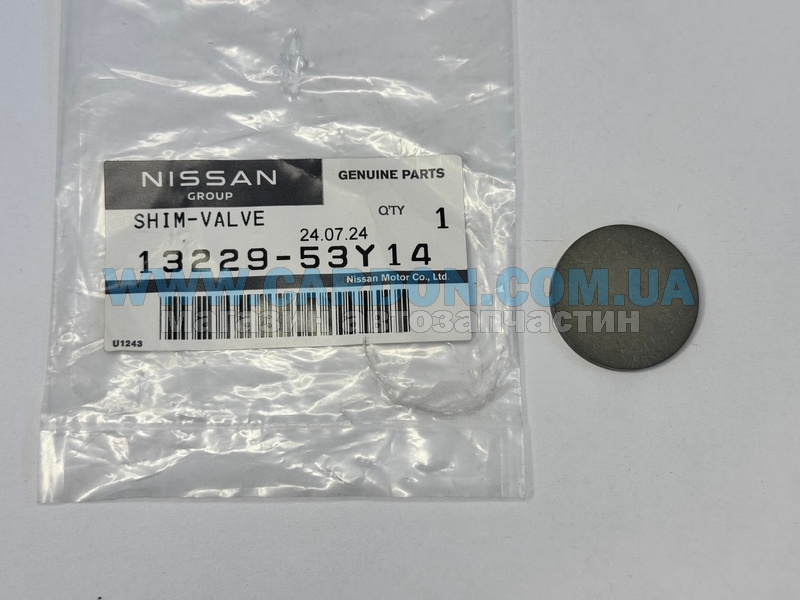 NISSAN
GROUP
GENUINE PARTS
SHIM-VALVE
Q'TY 1
24.07.24
13229-53Y14
Nissan Motor Co., Ltd.
WWW.CARDON.COM.UA
магазин автозапчастин
U1243